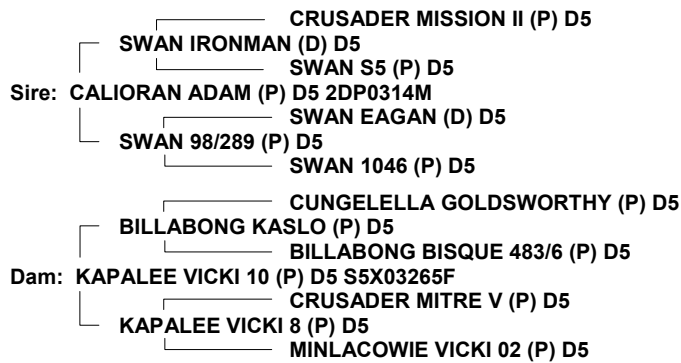 CRUSADER MISSION II (P) D5
SWAN IRONMAN (D) D5
SWAN S5 (P) D5
Sire: CALIORAN ADAM (P) D5 2DP0314M
SWAN EAGAN (D) D5
SWAN 98/289 (P) D5
SWAN 1046 (P) D5
CUNGELELLA GOLDSWORTHY (P) D5
BILLABONG KASLO (P) D5
BILLABONG BISQUE 483/6 (P) D5
Dam: KAPALEE VICKI 10 (P) D5 S5X03265F
CRUSADER MITRE V (P) D5
KAPALEE VICKI 8 (P) D5
MINLACOWIE VICKI 02 (P) D5